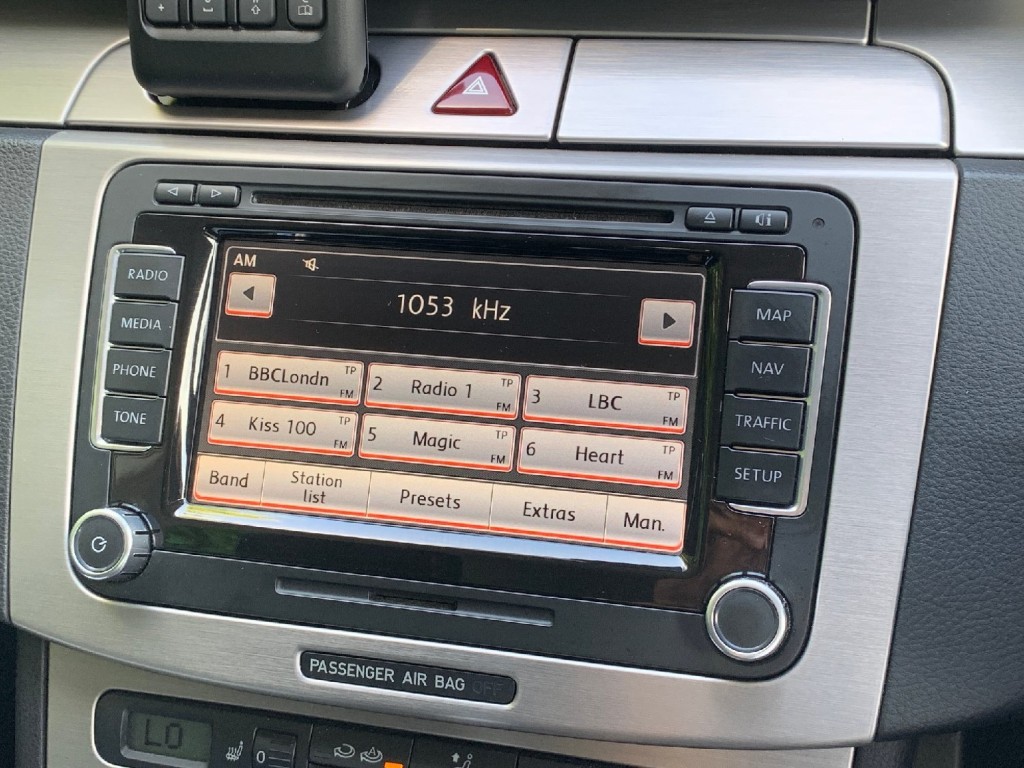 AM
1053 kHz
RADIO
MEDIA
PHONE
TONE
MAP
NAV
TRAFFIC
SETUP
1 BBCLondn TP FM
2 Radio 1 TP FM
3 LBC TP FM
4 Kiss 100 TP FM
5 Magic TP FM
6 Heart TP FM
Band
Station
list
Presets
Extras
Man.
PASSENGER AIR BAG OFF
LO
0